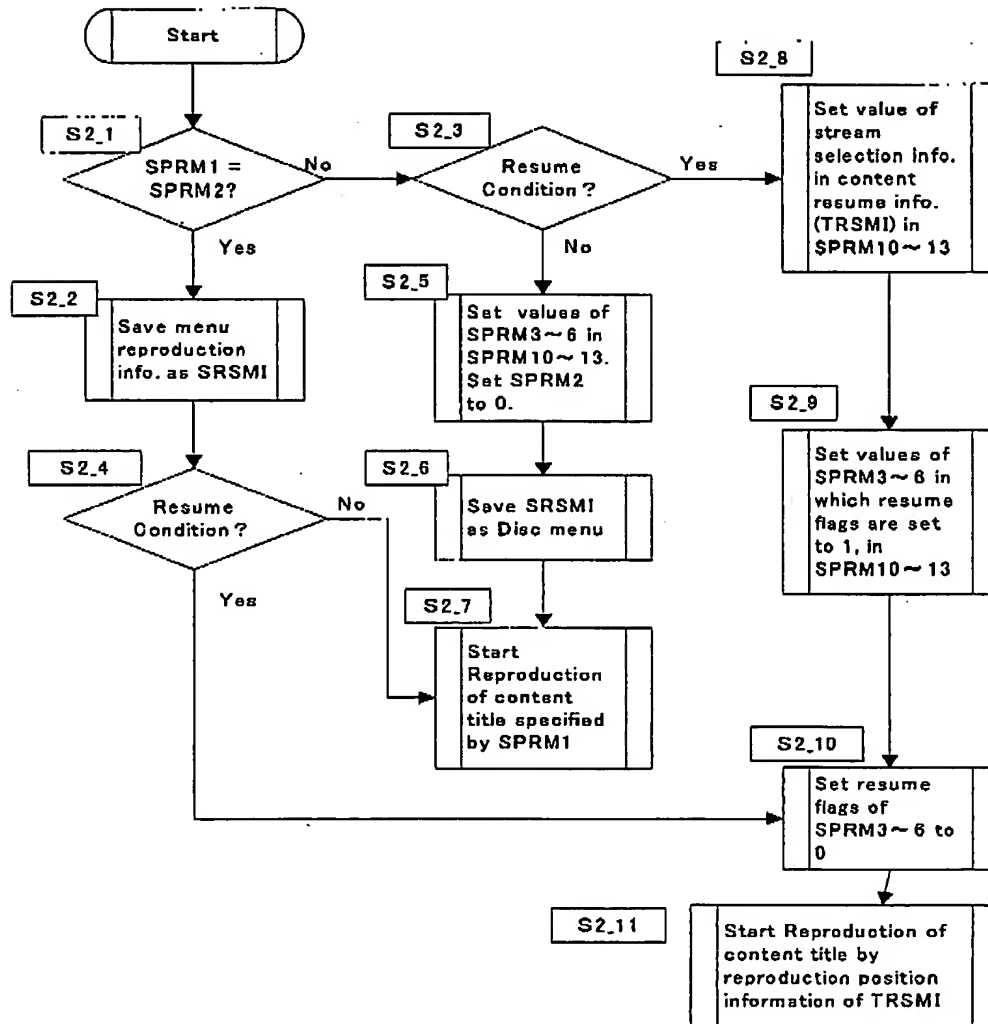 Start
S2_1
SPRM1 =
SPRM2?
No
Yes
S2_3
Resume
Condition?
Yes
No
S2_8
Set value of
stream
selection info.
in content
resume info.
(TRSMI) in
SPRM10~13
S2_2
Save menu
reproduction
info. as SRSMI
S2_5
Set values of
SPRM3~6 in
SPRM10~13.
Set SPRM2
to 0.
S2_9
Set values of
SPRM3~6 in
which resume
flags are set
to 1, in
SPRM10~13
S2_4
Resume
Condition?
No
Yes
S2_6
Save SRSMI
as Disc menu
S2_7
Start
Reproduction
of content
title specified
by SPRM1
S2_10
Set resume
flags of
SPRM3~6 to
0
S2_11
Start Reproduction of
content title by
reproduction position
information of TRSMI